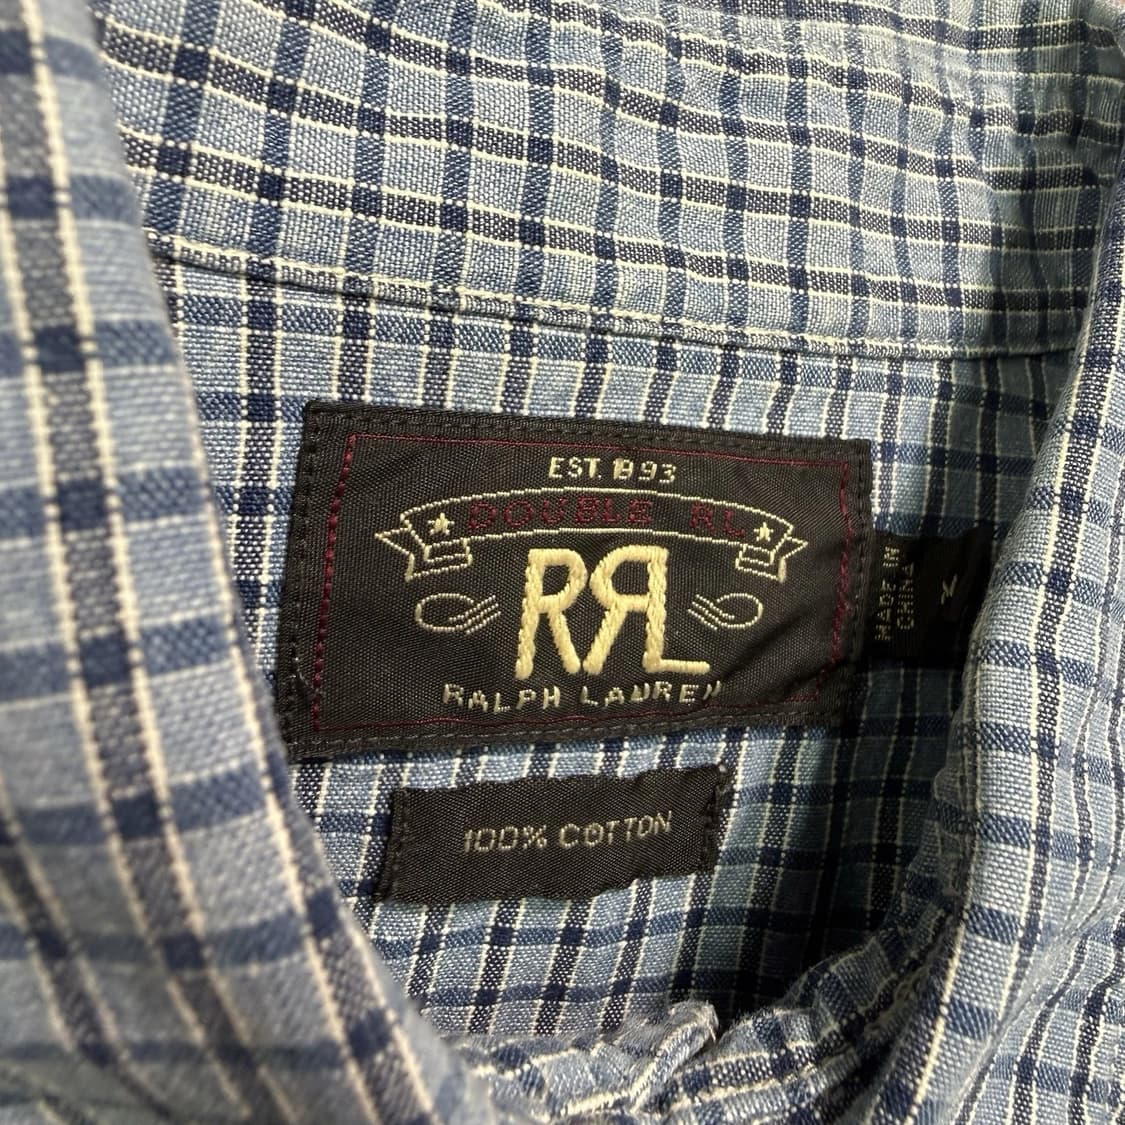 EST. 1993
DOUBLE RL
RRL
RALPH LAUREN
MADE IN
CHINA
100% COTTON